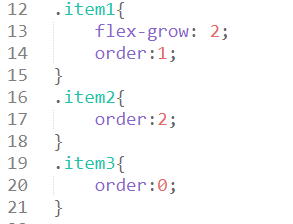 12 .item1{
13     flex-grow: 2;
14     order:1;
15 }
16 .item2{
17     order:2;
18 }
19 .item3{
20     order:0;
21 }